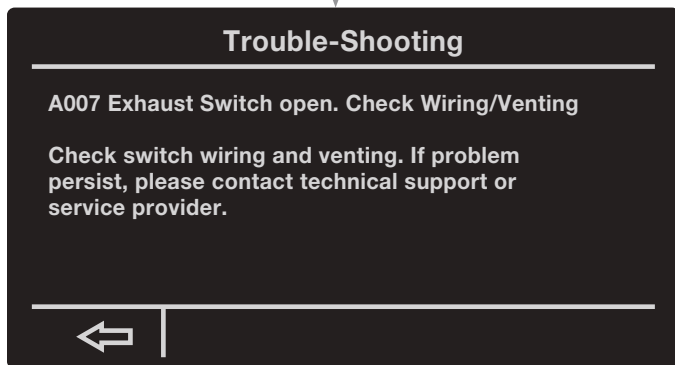 Trouble-Shooting
A007 Exhaust Switch open. Check Wiring/Venting
Check switch wiring and venting. If problem
persist, please contact technical support or
service provider.